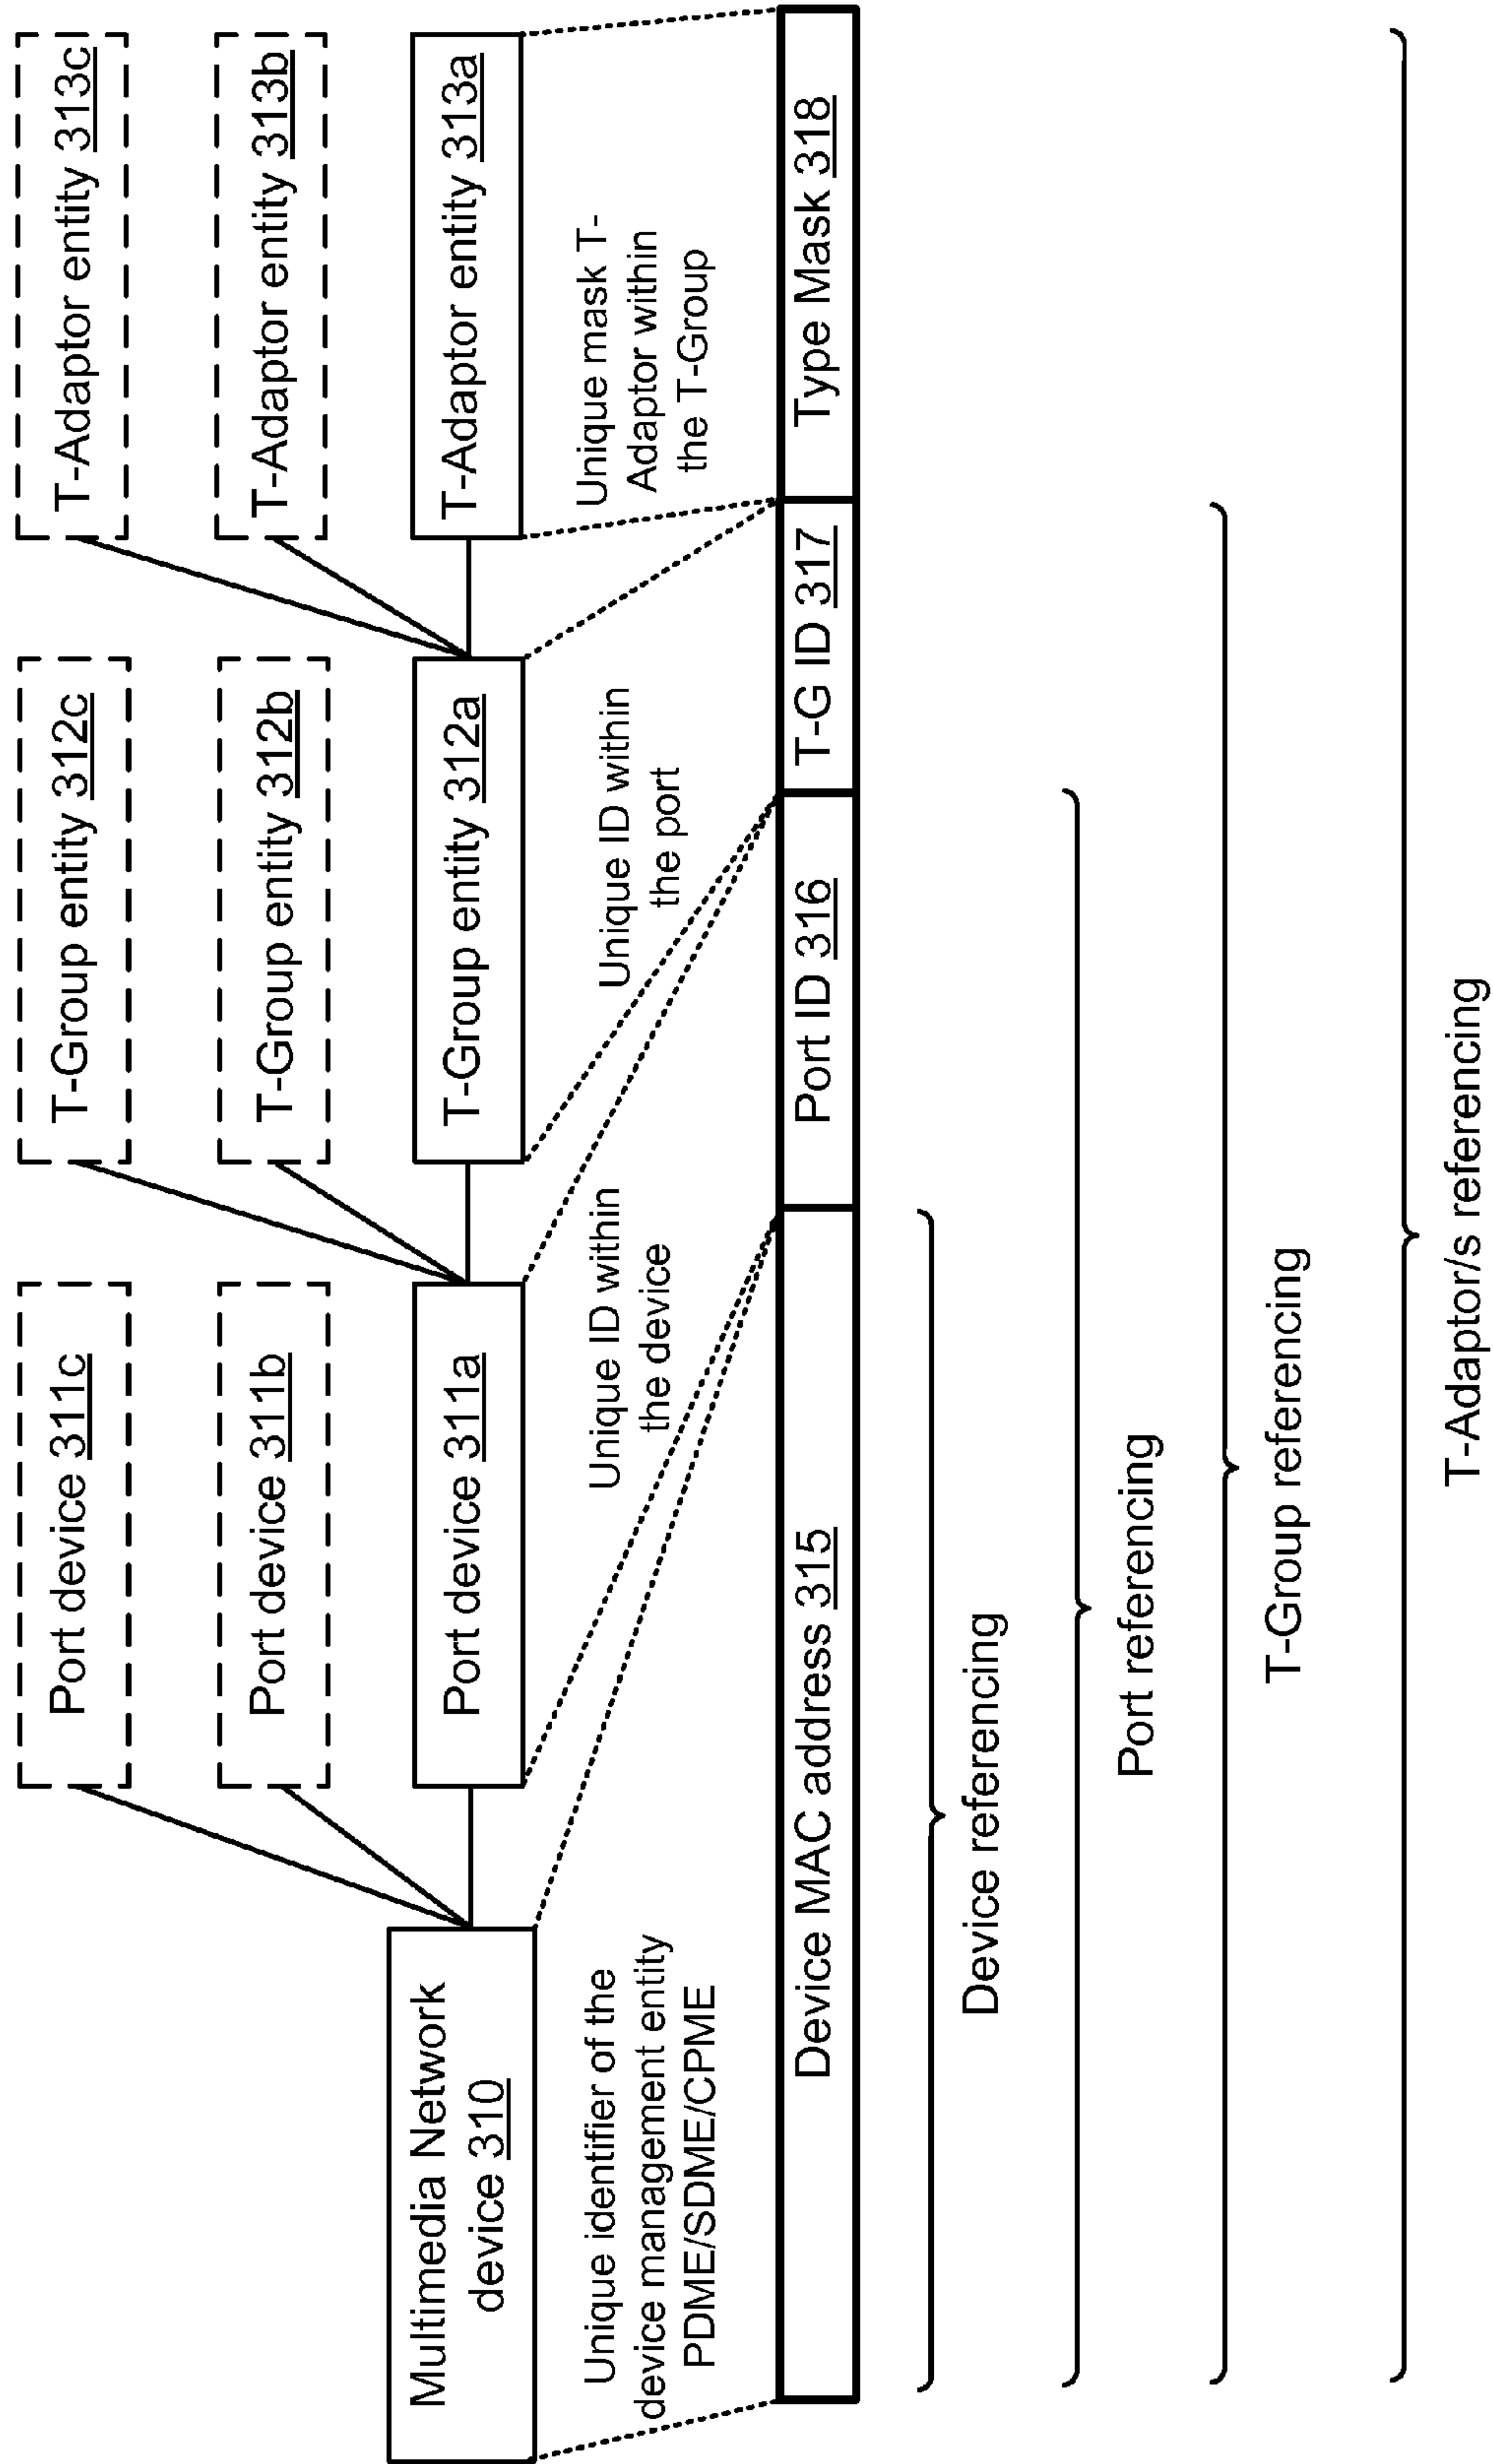 Port device 311c
T-Group entity 312c
T-Adaptor entity 313c
Port device 311b
T-Group entity 312b
T-Adaptor entity 313b
Multimedia Network
device 310
Port device 311a
T-Group entity 312a
T-Adaptor entity 313a
Unique identifier of the
device management entity
PDME/SDME/CPME
Unique ID within
the device
Unique ID within
the port
Unique mask T-
Adaptor within
the T-Group
Device MAC address 315
Port ID 316
T-G ID 317
Type Mask 318
Device referencing
Port referencing
T-Group referencing
T-Adaptor/s referencing